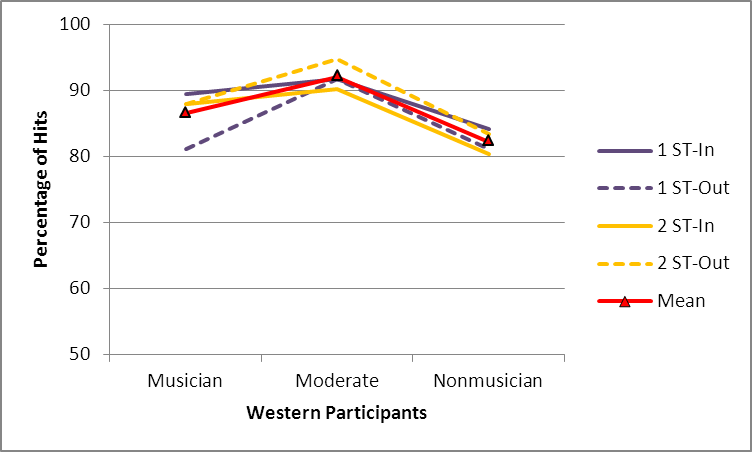 100
90
80
70
60
50
Percentage of Hits
Musician
Moderate
Nonmusician
Western Participants
1 ST-In
1 ST-Out
2 ST-In
2 ST-Out
Mean